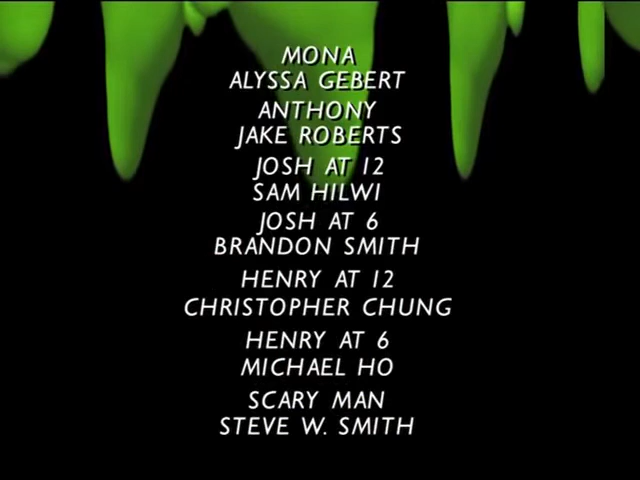 MONA
ALYSSA GEBERT
ANTHONY
JAKE ROBERTS
JOSH AT 12
SAM HILWI
JOSH AT 6
BRANDON SMITH
HENRY AT 12
CHRISTOPHER CHUNG
HENRY AT 6
MICHAEL HO
SCARY MAN
STEVE W. SMITH